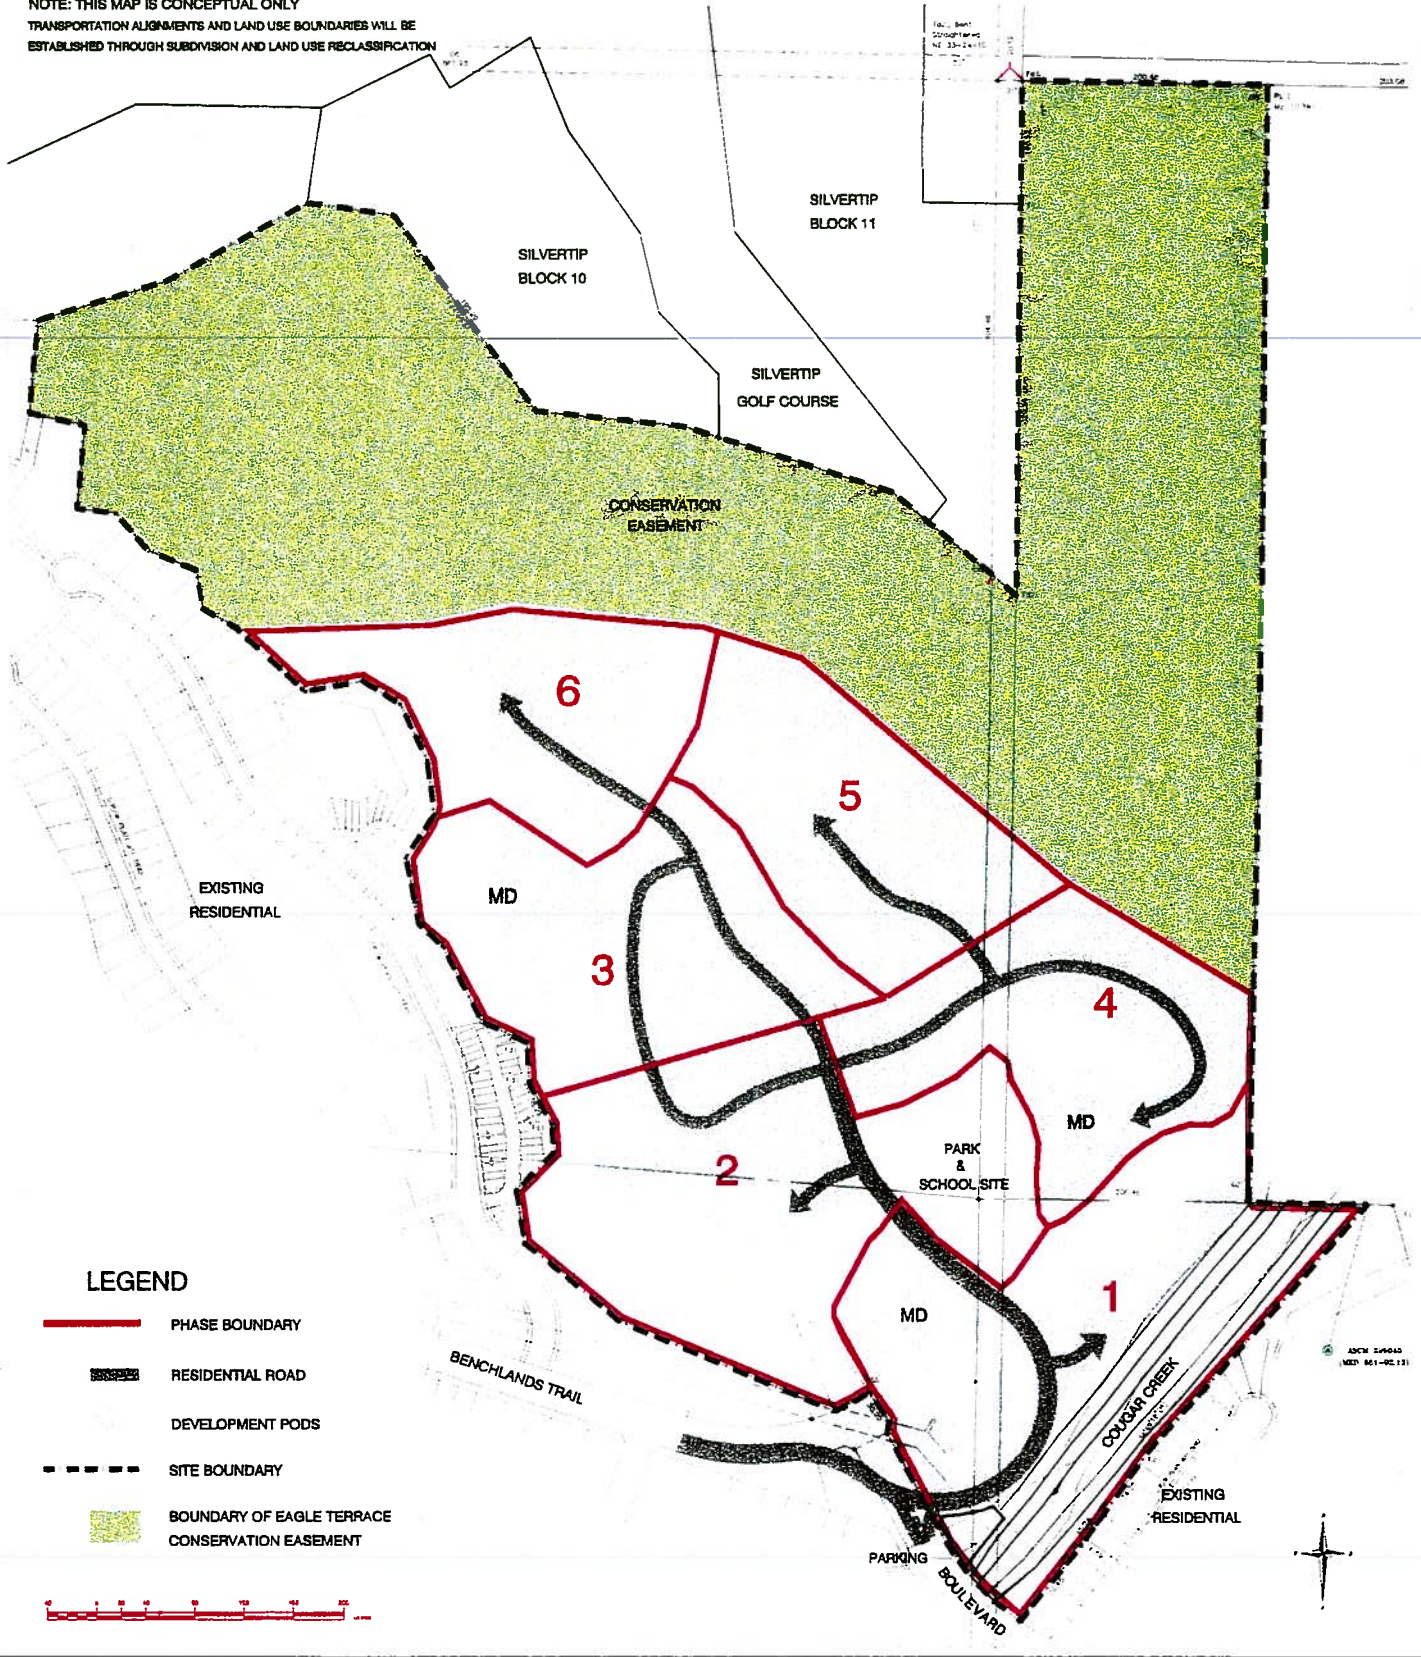 NOTE: THIS MAP IS CONCEPTUAL ONLY
TRANSPORTATION ALIGNMENTS AND LAND USE BOUNDARIES WILL BE
ESTABLISHED THROUGH SUBDIVISION AND LAND USE RECLASSIFICATION
SILVERTIP
BLOCK 11
SILVERTIP
BLOCK 10
SILVERTIP
GOLF COURSE
CONSERVATION
EASEMENT
6
5
EXISTING
RESIDENTIAL
MD
3
4
MD
PARK
&
SCHOOL SITE
2
1
MD
BENCHLANDS TRAIL
COUGAR CREEK
EXISTING
RESIDENTIAL
PARKING
BOULEVARD
LEGEND
PHASE BOUNDARY
RESIDENTIAL ROAD
DEVELOPMENT PODS
SITE BOUNDARY
BOUNDARY OF EAGLE TERRACE
CONSERVATION EASEMENT